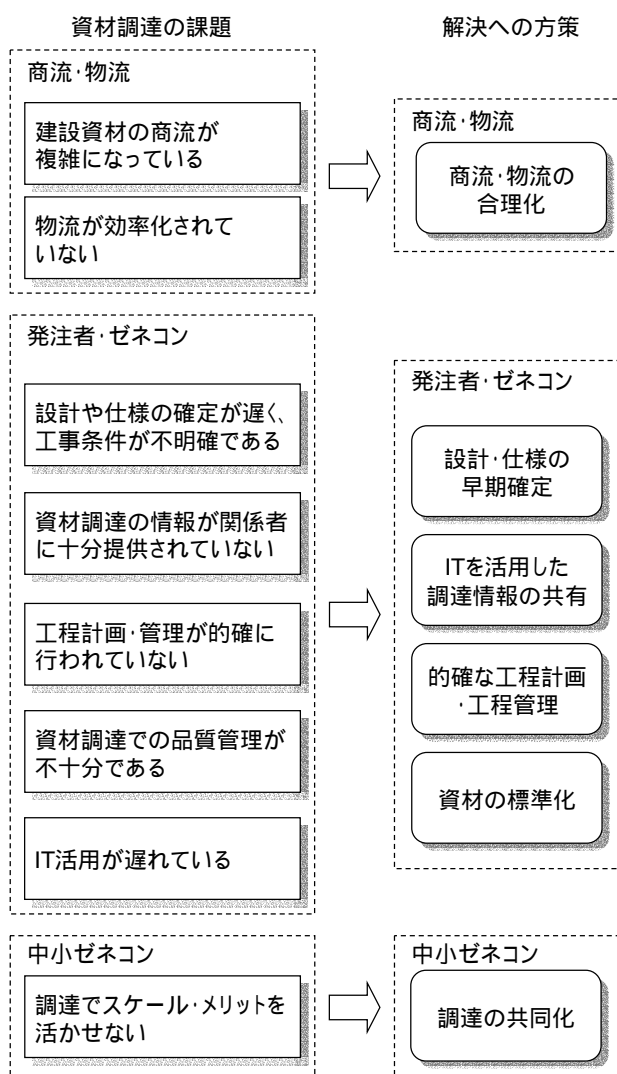 資材調達の課題
解決への方策
商流・物流
建設資材の商流が
複雑になっている
物流が効率化されて
いない
商流・物流
商流・物流の
合理化
発注者・ゼネコン
設計や仕様の確定が遅く、
工事条件が不明確である
資材調達の情報が関係者
に十分提供されていない
工程計画・管理が的確に
行われていない
資材調達での品質管理が
不十分である
IT活用が遅れている
発注者・ゼネコン
設計・仕様の
早期確定
ITを活用した
調達情報の共有
的確な工程計画
・工程管理
資材の標準化
中小ゼネコン
調達でスケール・メリットを
活かせない
中小ゼネコン
調達の共同化